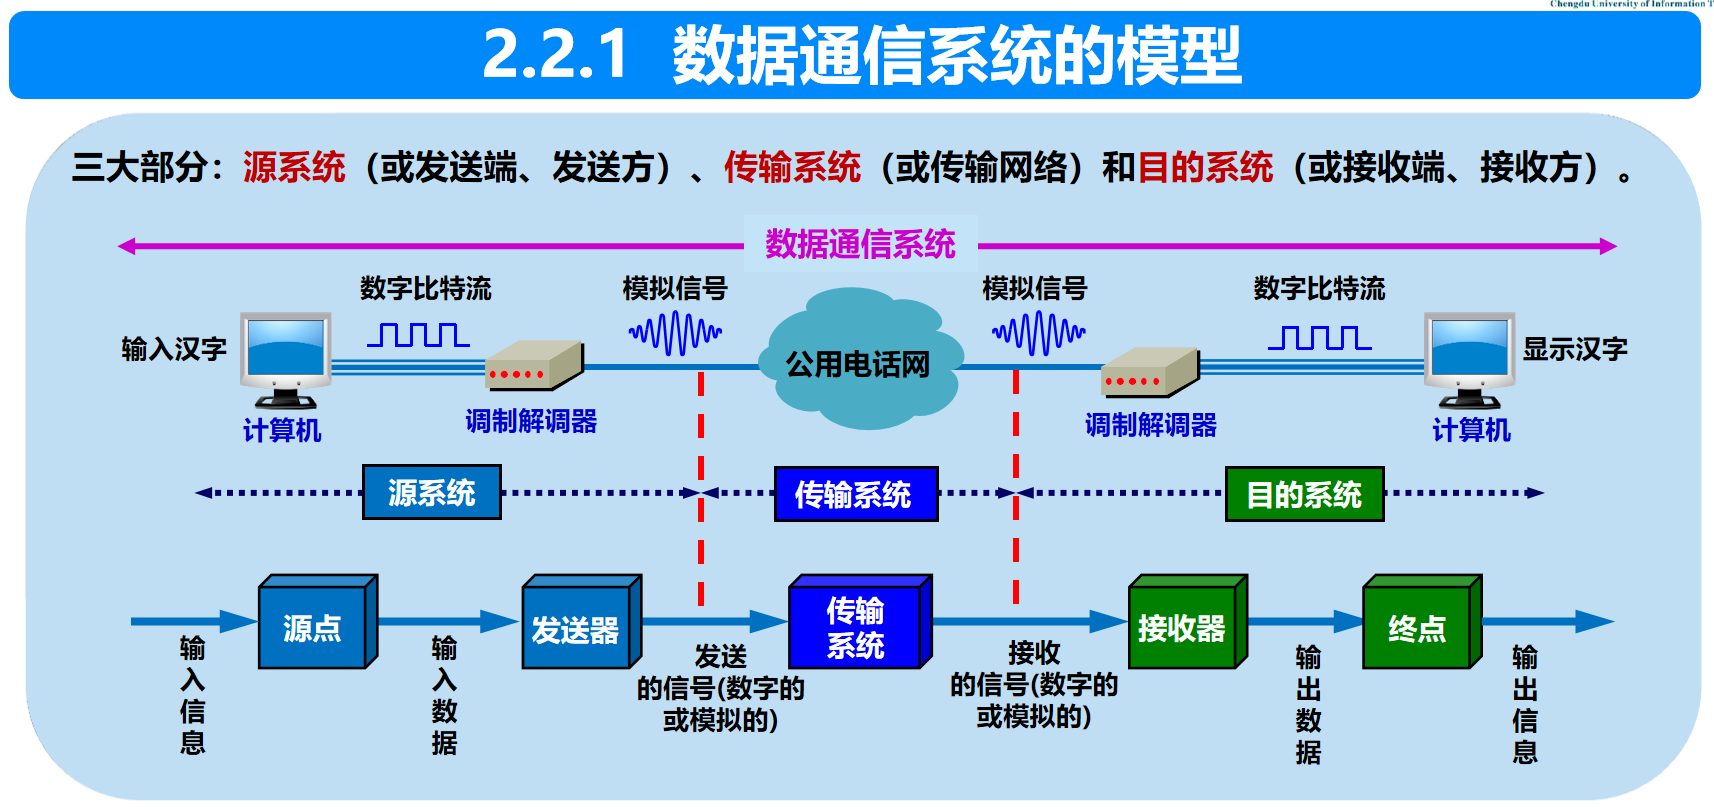 Chengdu University of Information T
2.2.1 数据通信系统的模型
三大部分：源系统（或发送端、发送方）、传输系统（或传输网络）和目的系统（或接收端、接收方）。
数据通信系统
数字比特流
模拟信号
模拟信号
数字比特流
输入汉字
公用电话网
显示汉字
计算机
调制解调器
调制解调器
计算机
源系统
传输系统
目的系统
源点
发送器
传输
系统
接收器
终点
输入信息
输入数据
发送
的信号(数字的
或模拟的)
接收
的信号(数字的
或模拟的)
输出数据
输出信息